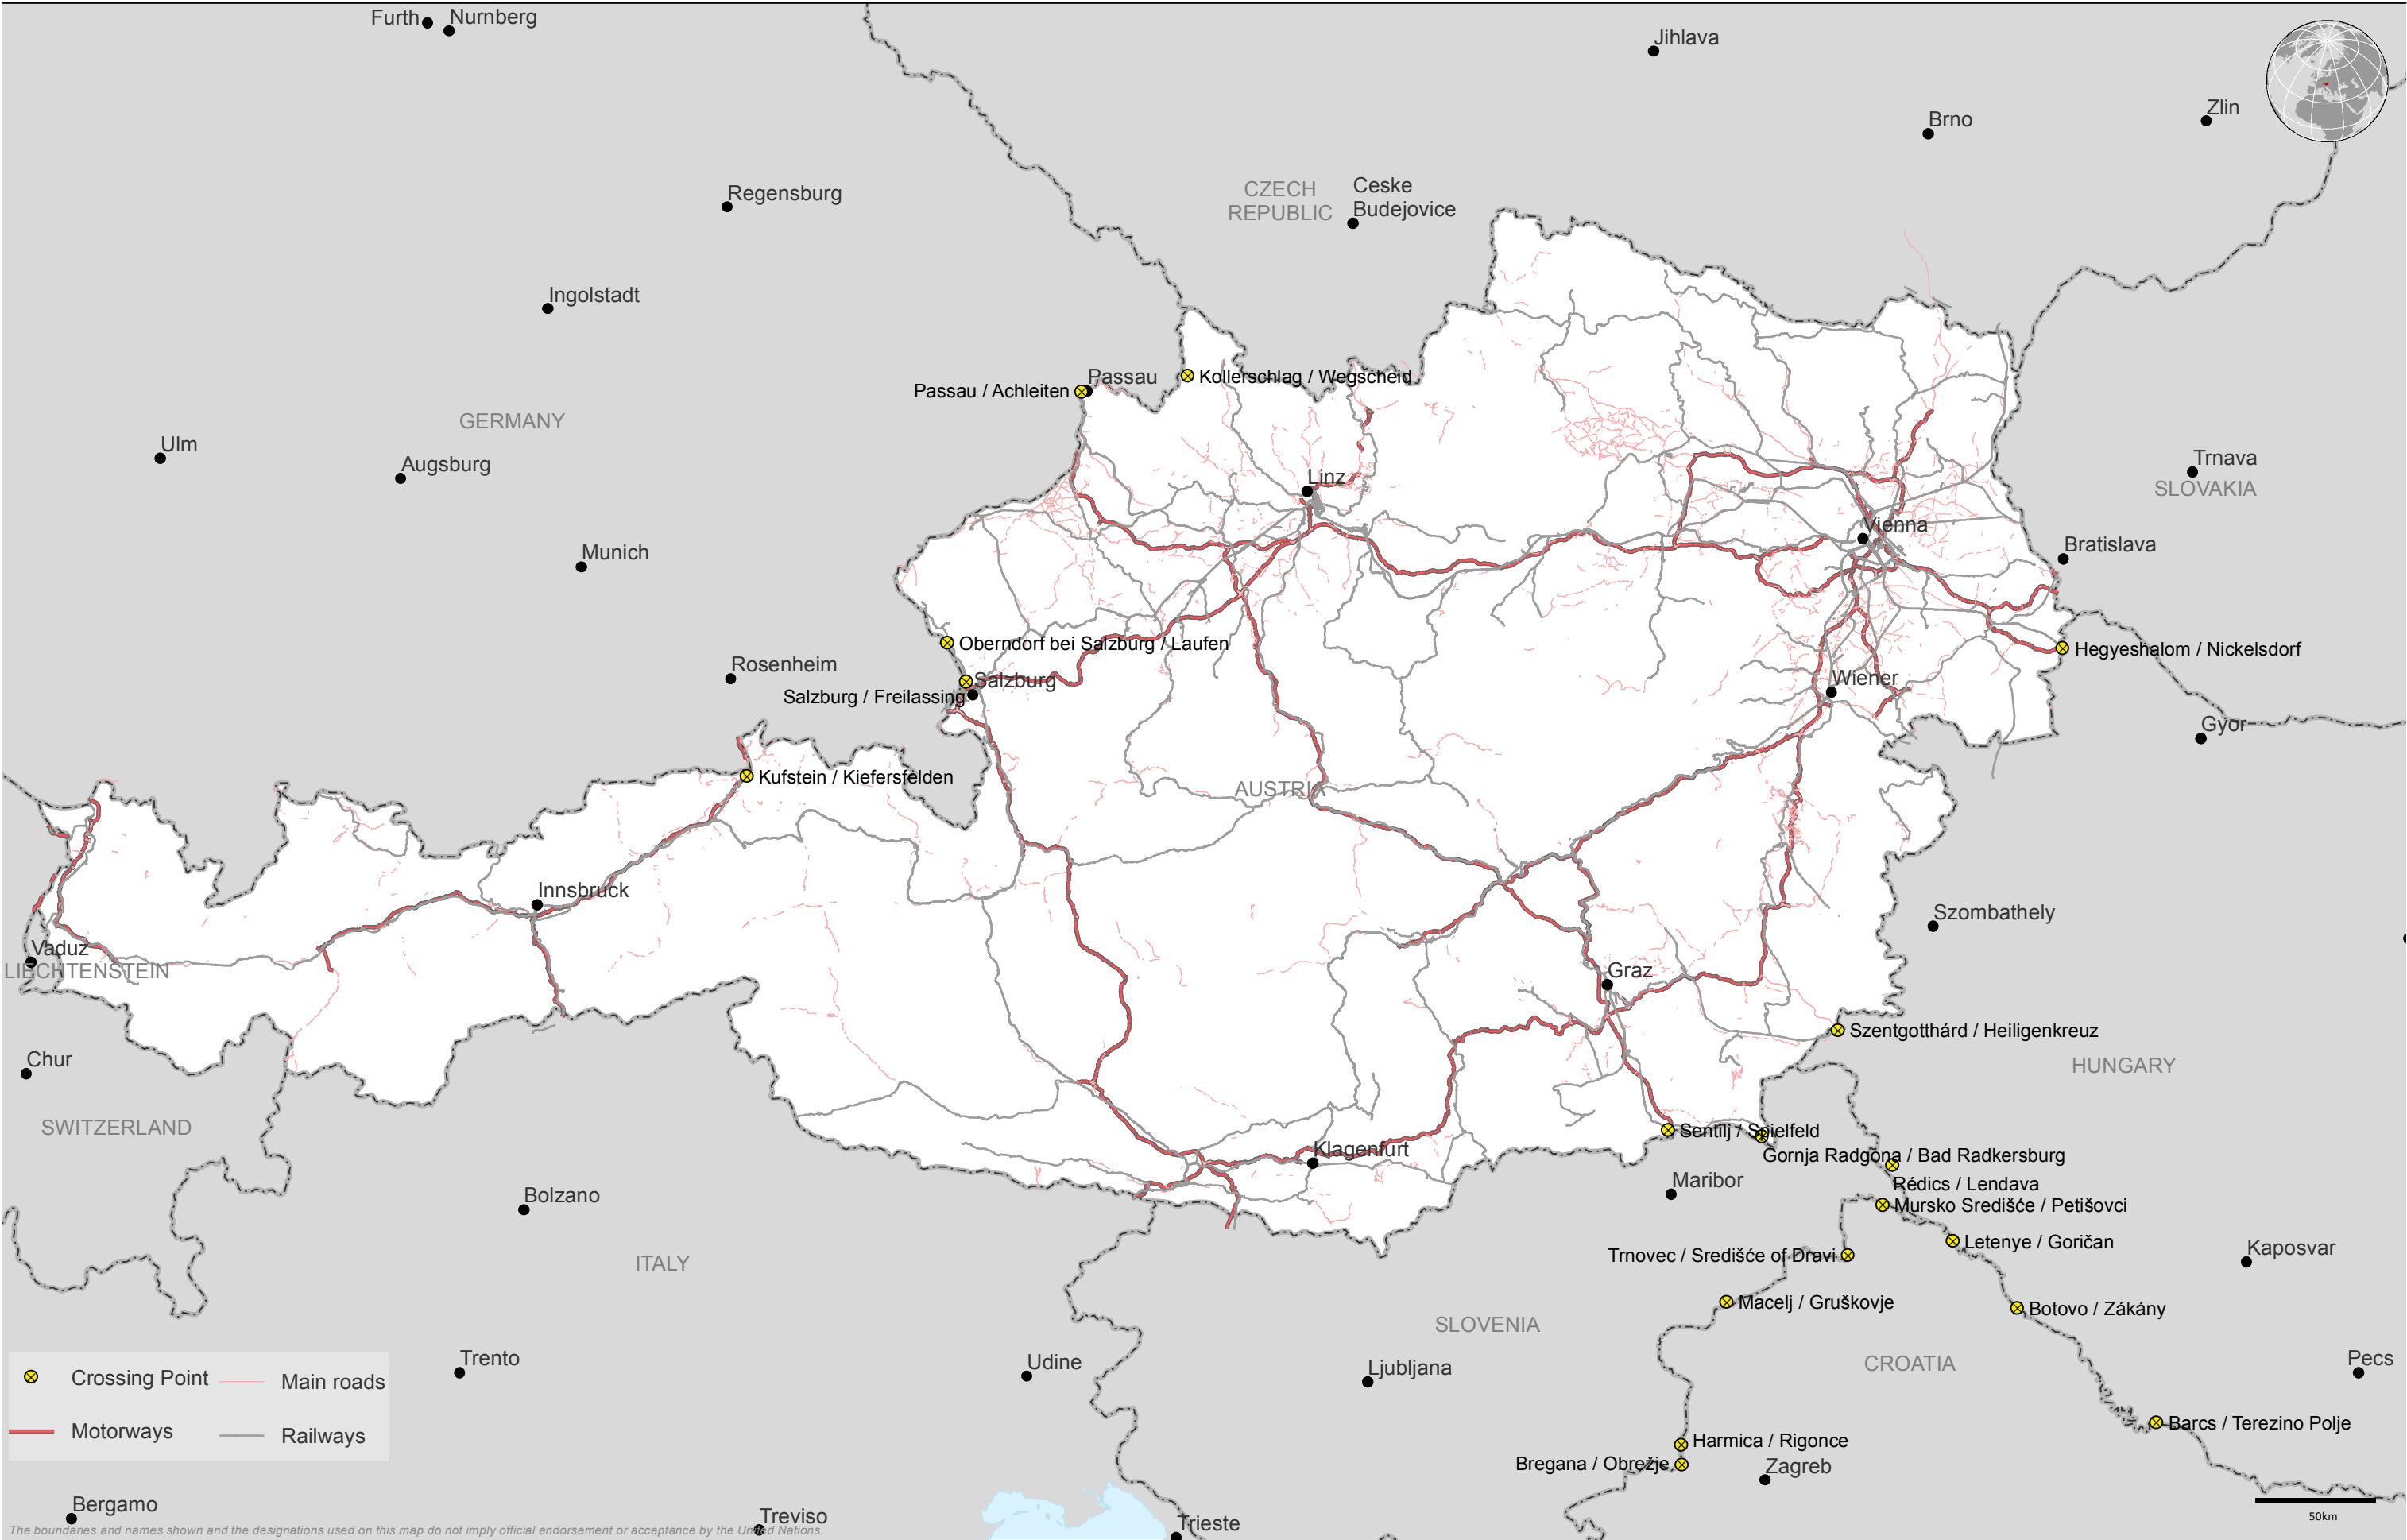 Furth
Nurnberg
Jihlava
Zlin
Brno
Regensburg
CZECH
REPUBLIC
Ceske
Budejovice
Ingolstadt
Passau
Kollerschlag / Wegscheid
Passau / Achleiten
GERMANY
Ulm
Augsburg
Linz
Trnava
SLOVAKIA
Vienna
Munich
Bratislava
Oberndorf bei Salzburg / Laufen
Hegyeshalom / Nickelsdorf
Rosenheim
Salzburg
Wiener
Salzburg / Freilassing
Gyor
Kufstein / Kiefersfelden
AUSTRIA
Innsbruck
Szombathely
Vaduz
LIECHTENSTEIN
Graz
Szentgotthárd / Heiligenkreuz
Chur
HUNGARY
SWITZERLAND
Sentilj / Spielfeld
Klagenfurt
Gornja Radgona / Bad Radkersburg
Maribor
Rédics / Lendava
Bolzano
Mursko Središće / Petišovci
Letenye / Goričan
Kaposvar
Trnovec / Središće of Dravi
ITALY
Macelj / Gruškovje
Botovo / Zákány
SLOVENIA
Trento
Udine
Ljubljana
CROATIA
Pecs
Crossing Point
Main roads
Motorways
Railways
Barcs / Terezino Polje
Harmica / Rigonce
Bregana / Obrežje
Zagreb
Bergamo
Treviso
Trieste
50km
The boundaries and names shown and the designations used on this map do not imply official endorsement or acceptance by the United Nations.